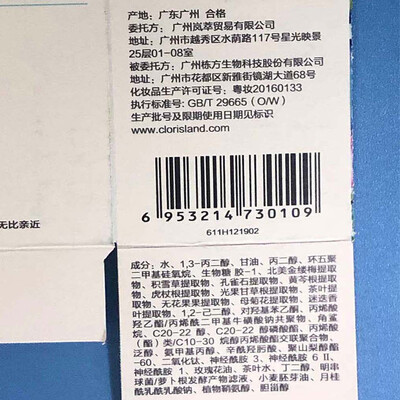 产地：广东广州 合格
委托方：广州岚萃贸易有限公司
地址：广州市越秀区水荫路117号星光映景
25层01-08室
被委托方：广州栋方生物科技股份有限公司
地址：广州市花都区新雅街镜湖大道68号
化妆品生产许可证号：粤妆20160133
执行标准号：GB/T 29665 (O/W)
生产批号及限期使用日期见标识
www.clorisland.com
6 953214 730109
无比亲近
611H121902
成分：水、1,3-丙二醇、甘油、丙二醇、环五聚
二甲基硅氧烷、生物糖胶-1、北美金缕梅提取
物、积雪草提取物、孔雀石提取物、黄芩根提取
物、虎杖根提取物、光果甘草根提取物、茶叶提
取物、无花果提取物、母菊花提取物、迷迭香
叶提取物、1,2-己二醇、对羟基苯乙酮、丙烯酸
羟乙酯/丙烯酰二甲基牛磺酸钠共聚物、角鲨
烷、C20-22 醇、C20-22 醇磷酸酯、丙烯酸
(酯) 类/C10-30 烷醇丙烯酸酯交联聚合物、
泛醇、氨甲基丙醇、辛酰羟肟酸、聚山梨醇酯
-60、二氧化钛、神经酰胺 3、神经酰胺 6 II、
神经酰胺 1、玫瑰花油、茶叶水、丁二醇、明串
球菌/萝卜根发酵产物滤液、小麦胚芽油、月桂
酰乳酰乳酸钠、植物鞘氨醇、胆甾醇